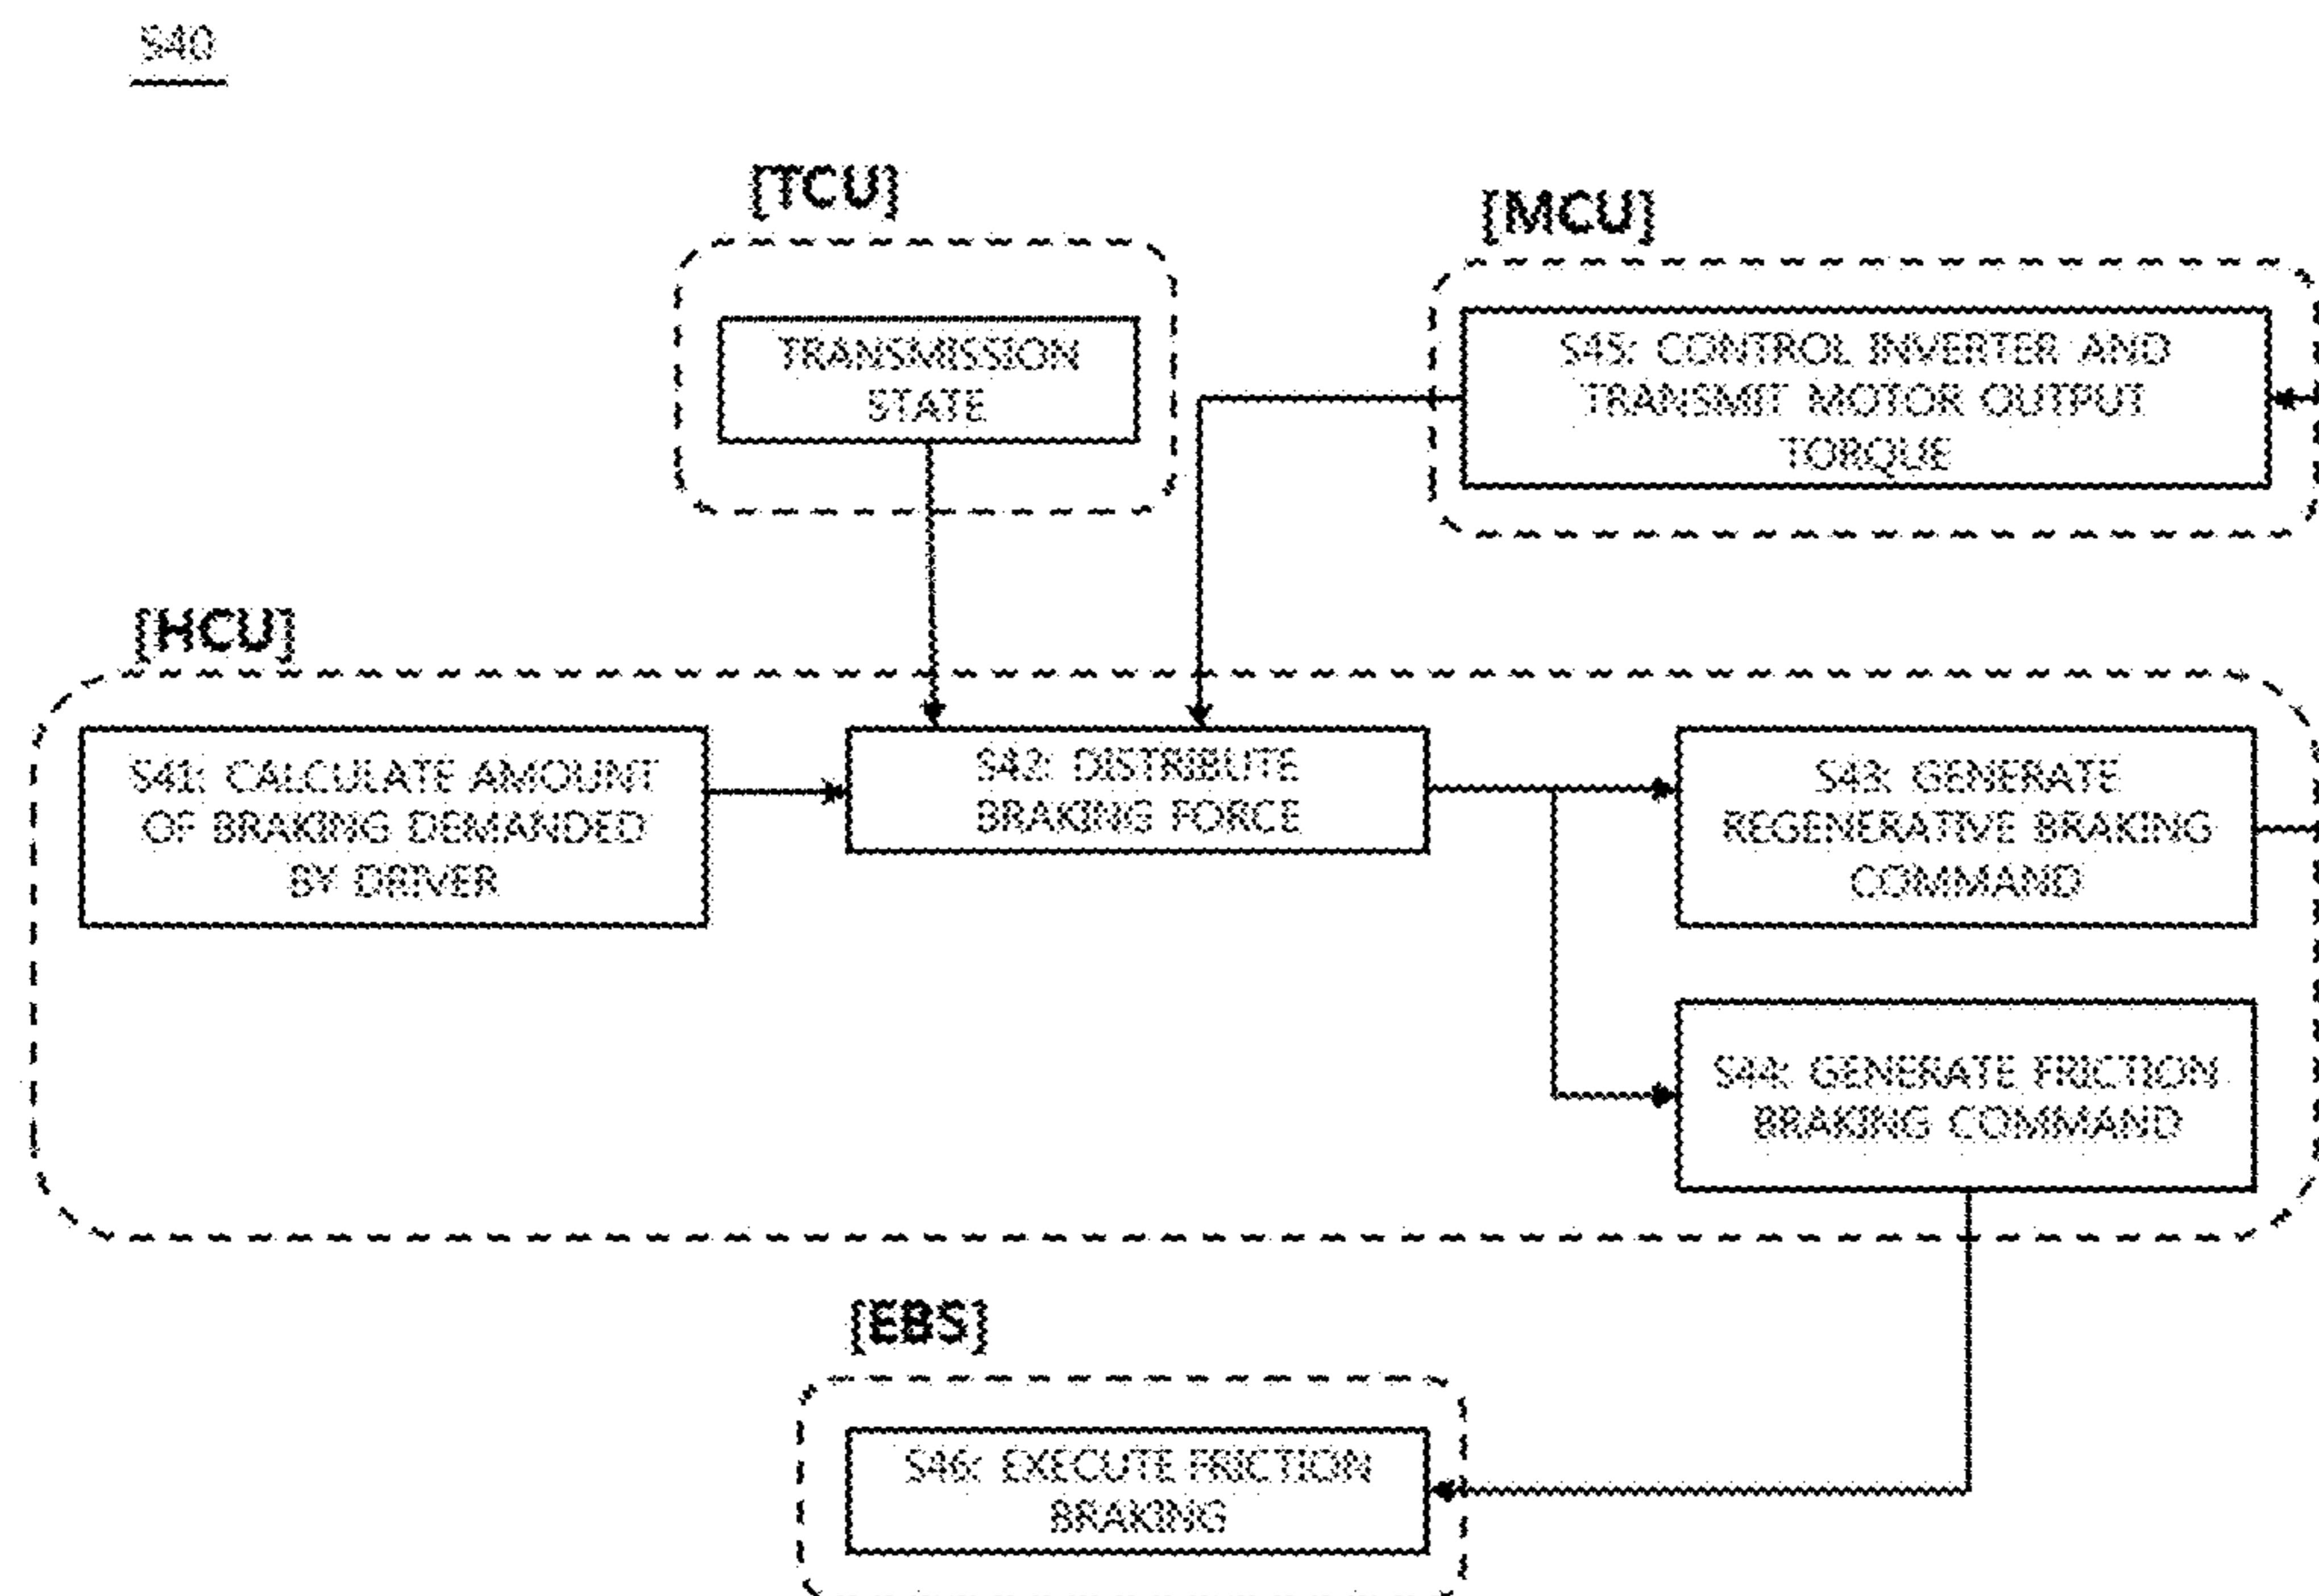 S40
[TCU]
TRANSMISSION
STATE
[MCU]
S45: CONTROL INVERTER AND
TRANSMIT MOTOR OUTPUT
TORQUE
[HCU]
S41: CALCULATE AMOUNT
OF BRAKING DEMANDED
BY DRIVER
S42: DISTRIBUTE
BRAKING FORCE
S43: GENERATE
REGENERATIVE BRAKING
COMMAND
S44: GENERATE FRICTION
BRAKING COMMAND
[EBS]
S46: EXECUTE FRICTION
BRAKING